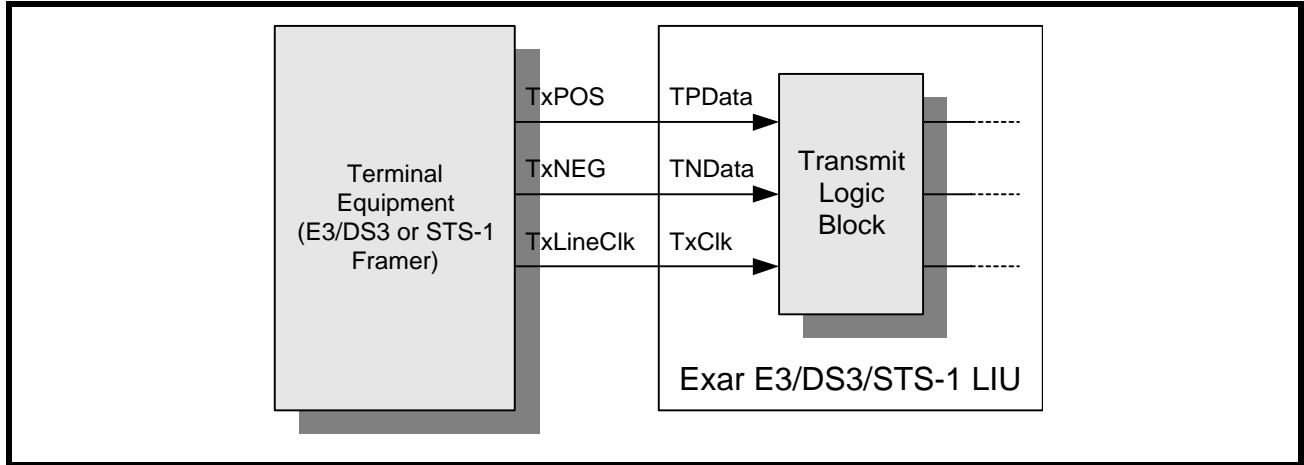 TxPOS
TPData
TxNEG
TNData
TxLineClk
TxClk
Terminal
Equipment
(E3/DS3 or STS-1
Framer)
Transmit
Logic
Block
Exar E3/DS3/STS-1 LIU